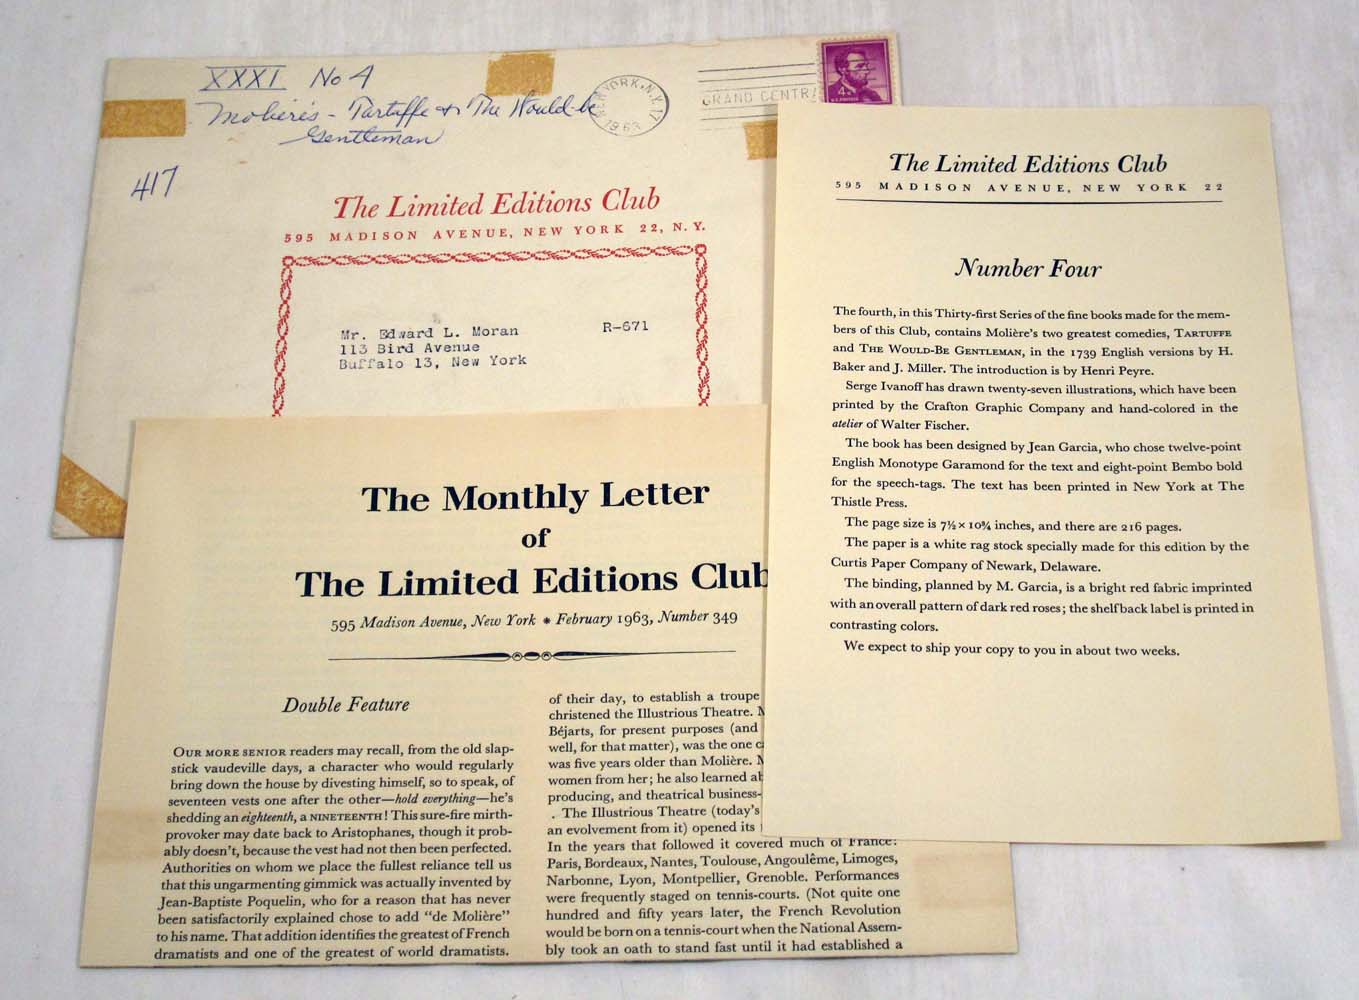 XXXI No 4
Moliere's - Tartuffe & The Would-be
Gentleman
417
YORK, N.Y. 17
1963
GRAND CENTRA
4¢
The Limited Editions Club
595 MADISON AVENUE, NEW YORK 22, N.Y.
Mr. Edward L. Moran R-671
113 Bird Avenue
Buffalo 13, New York
The Monthly Letter
of
The Limited Editions Club
595 Madison Avenue, New York * February 1963, Number 349
Double Feature
OUR MORE SENIOR readers may recall, from the old slap-
stick vaudeville days, a character who would regularly
bring down the house by divesting himself, so to speak, of
seventeen vests one after the other—hold everything—he's
shedding an eighteenth, a NINETEENTH! This sure-fire mirth-
provoker may date back to Aristophanes, though it prob-
ably doesn't, because the vest had not then been perfected.
Authorities on whom we place the fullest reliance tell us
that this ungarmenting gimmick was actually invented by
Jean-Baptiste Poquelin, who for a reason that has never
been satisfactorily explained chose to add "de Molière"
to his name. That addition identifies the greatest of French
dramatists and one of the greatest of world dramatists.
of their day, to establish a troupe
christened the Illustrious Theatre.
Béjarts, for present purposes (and
well, for that matter), was the one
was five years older than Molière.
women from her; he also learned
producing, and theatrical business-
. The Illustrious Theatre (today's
an evolvement from it) opened its
In the years that followed it covered much of France:
Paris, Bordeaux, Nantes, Toulouse, Angoulême, Limoges,
Narbonne, Lyon, Montpellier, Grenoble. Performances
were frequently staged on tennis-courts. (Not quite one
hundred and fifty years later, the French Revolution
would be born on a tennis-court when the National Assem-
bly took an oath to stand fast until it had established a
The Limited Editions Club
595 MADISON AVENUE, NEW YORK 22
Number Four
The fourth, in this Thirty-first Series of the fine books made for the mem-
bers of this Club, contains Molière's two greatest comedies, TARTUFFE
and THE WOULD-BE GENTLEMAN, in the 1739 English versions by H.
Baker and J. Miller. The introduction is by Henri Peyre.
Serge Ivanoff has drawn twenty-seven illustrations, which have been
printed by the Crafton Graphic Company and hand-colored in the
atelier of Walter Fischer.
The book has been designed by Jean Garcia, who chose twelve-point
English Monotype Garamond for the text and eight-point Bembo bold
for the speech-tags. The text has been printed in New York at The
Thistle Press.
The page size is 7½ × 10¾ inches, and there are 216 pages.
The paper is a white rag stock specially made for this edition by the
Curtis Paper Company of Newark, Delaware.
The binding, planned by M. Garcia, is a bright red fabric imprinted
with an overall pattern of dark red roses; the shelfback label is printed in
contrasting colors.
We expect to ship your copy to you in about two weeks.